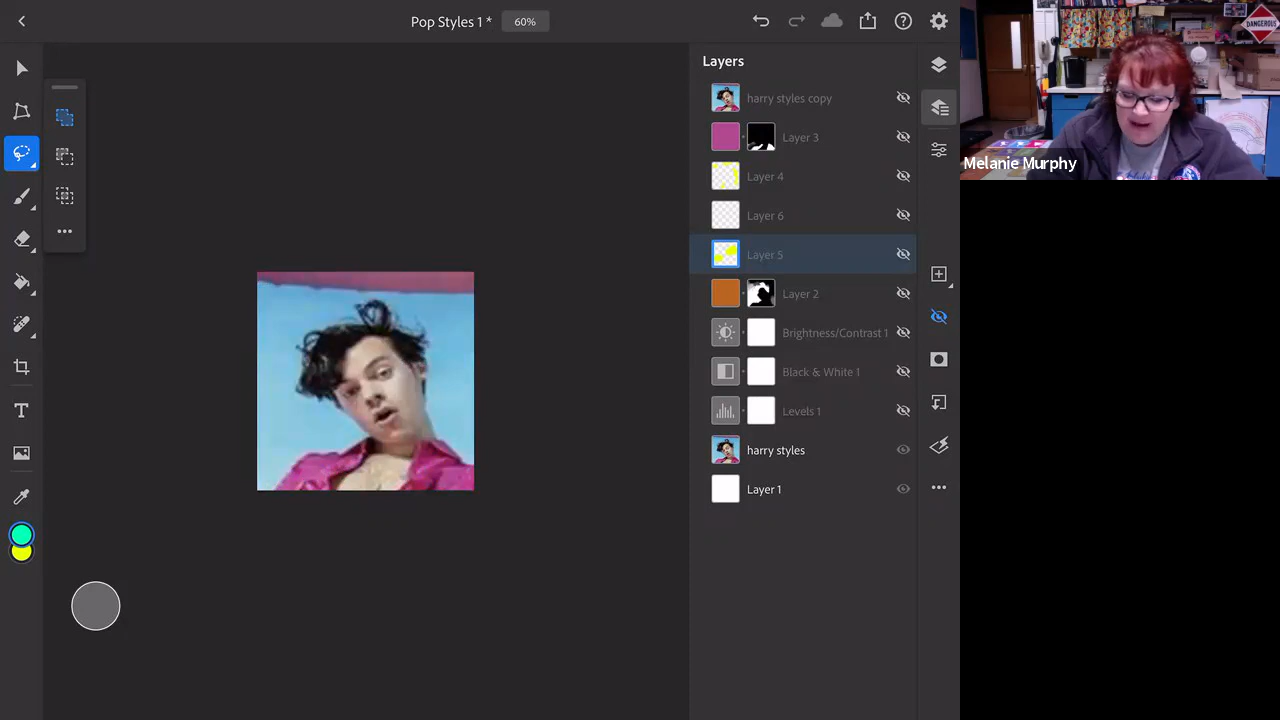 Pop Styles 1 *
60%
Layers
harry styles copy
Layer 3
Layer 4
Layer 6
Layer 5
Layer 2
Brightness/Contrast 1
Black & White 1
Levels 1
harry styles
Layer 1
T
DANGEROUS
Melanie Murphy